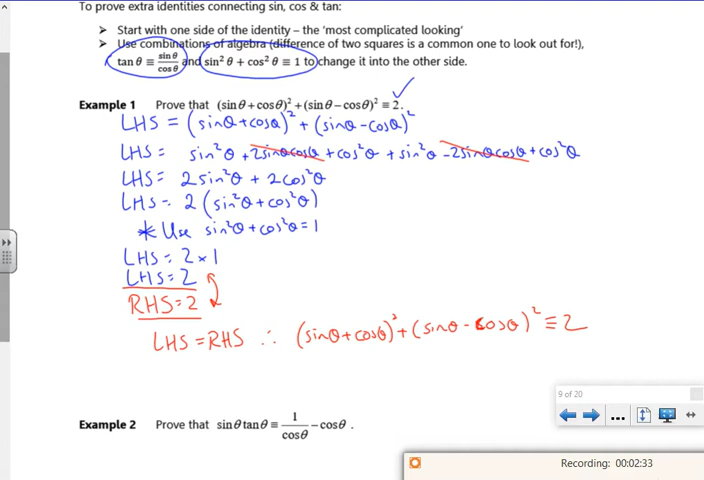 To prove extra identities connecting sin, cos & tan:
➢ Start with one side of the identity – the 'most complicated looking'
➢ Use combinations of algebra (difference of two squares is a common one to look out for!),
tanθ ≡ sinθ/cosθ and sin²θ + cos²θ ≡ 1 to change it into the other side.
Example 1 Prove that (sinθ+cosθ)² +(sinθ−cosθ)² ≡ 2. ✓
LHS = (sinθ+cosθ)² + (sinθ-cosθ)²
LHS = sin²θ + 2sinθcosθ + cos²θ + sin²θ - 2sinθcosθ + cos²θ
LHS = 2sin²θ + 2cos²θ
LHS = 2 (sin²θ + cos²θ)
* Use sin²θ + cos²θ = 1
LHS = 2 × 1
LHS = 2
RHS = 2
LHS = RHS ∴ (sinθ + cosθ)² + (sinθ - cosθ)² ≡ 2
9 of 20
...
Example 2 Prove that sinθ tanθ ≡ 1/cosθ − cosθ .
Recording: 00:02:33